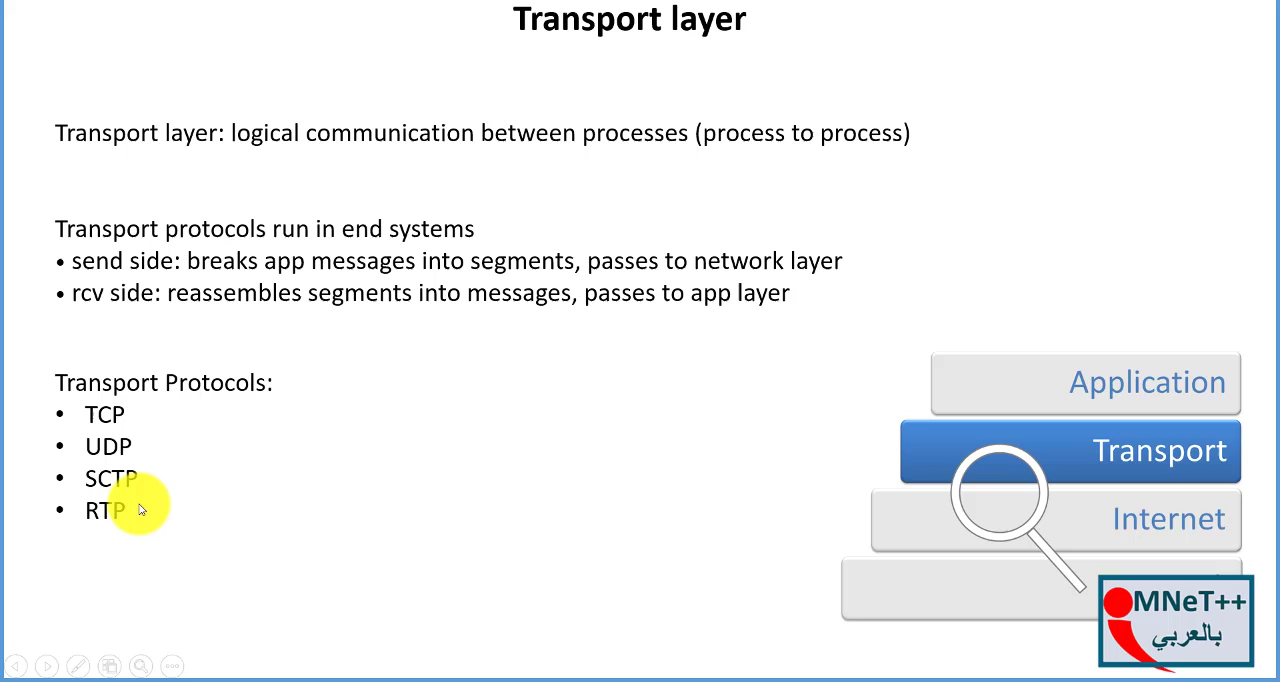 Transport layer
Transport layer: logical communication between processes (process to process)
Transport protocols run in end systems
• send side: breaks app messages into segments, passes to network layer
• rcv side: reassembles segments into messages, passes to app layer
Transport Protocols:
• TCP
• UDP
• SCTP
• RTP
Application
Transport
Internet
MNeT++
بالعربي